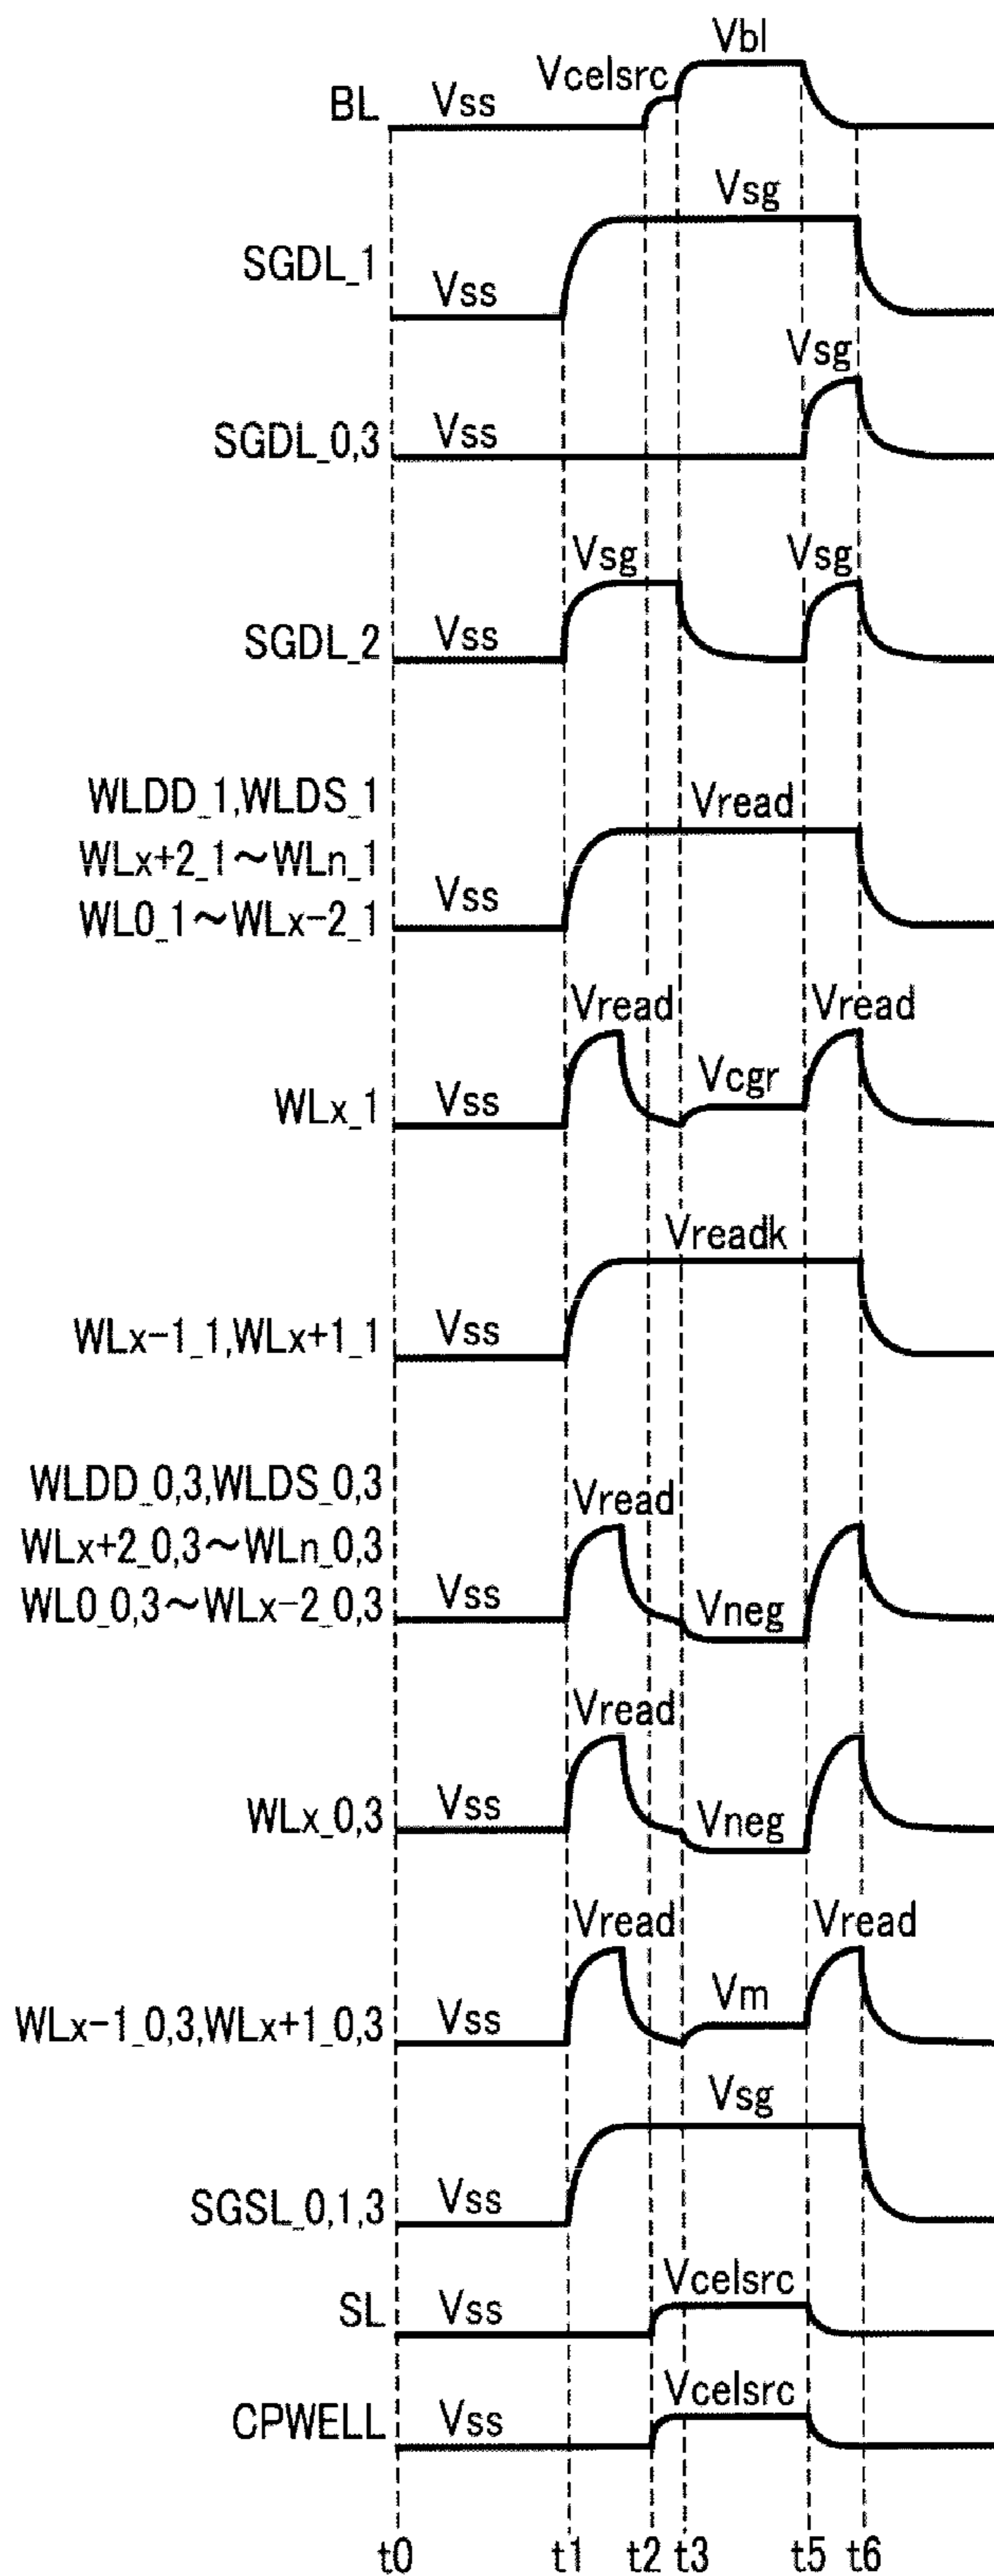 Vbl
Vcelsrc
BL Vss
Vsg
SGDL_1 Vss
Vsg
SGDL_0,3 Vss
Vsg Vsg
SGDL_2 Vss
WLDD_1,WLDS_1 Vread
WLx+2_1～WLn_1
WL0_1～WLx-2_1 Vss
Vread Vread
WLx_1 Vss Vcgr
Vreadk
WLx-1_1,WLx+1_1 Vss
WLDD_0,3,WLDS_0,3 Vread
WLx+2_0,3～WLn_0,3
WL0_0,3～WLx-2_0,3 Vss Vneg
Vread
WLx_0,3 Vss Vneg
Vread Vread
WLx-1_0,3,WLx+1_0,3 Vss Vm
Vsg
SGSL_0,1,3 Vss
SL Vss Vcelsrc
CPWELL Vss Vcelsrc
t0 t1 t2 t3 t5 t6